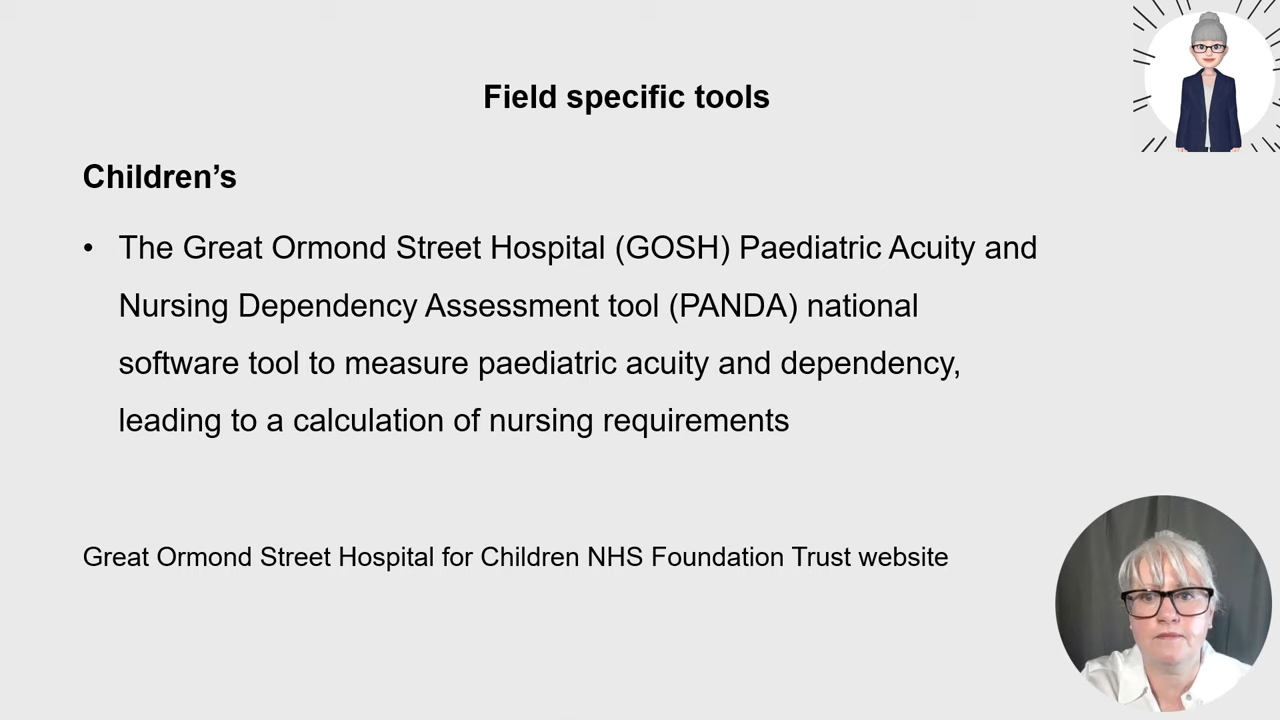 Field specific tools
Children’s
• The Great Ormond Street Hospital (GOSH) Paediatric Acuity and
Nursing Dependency Assessment tool (PANDA) national
software tool to measure paediatric acuity and dependency,
leading to a calculation of nursing requirements
Great Ormond Street Hospital for Children NHS Foundation Trust website